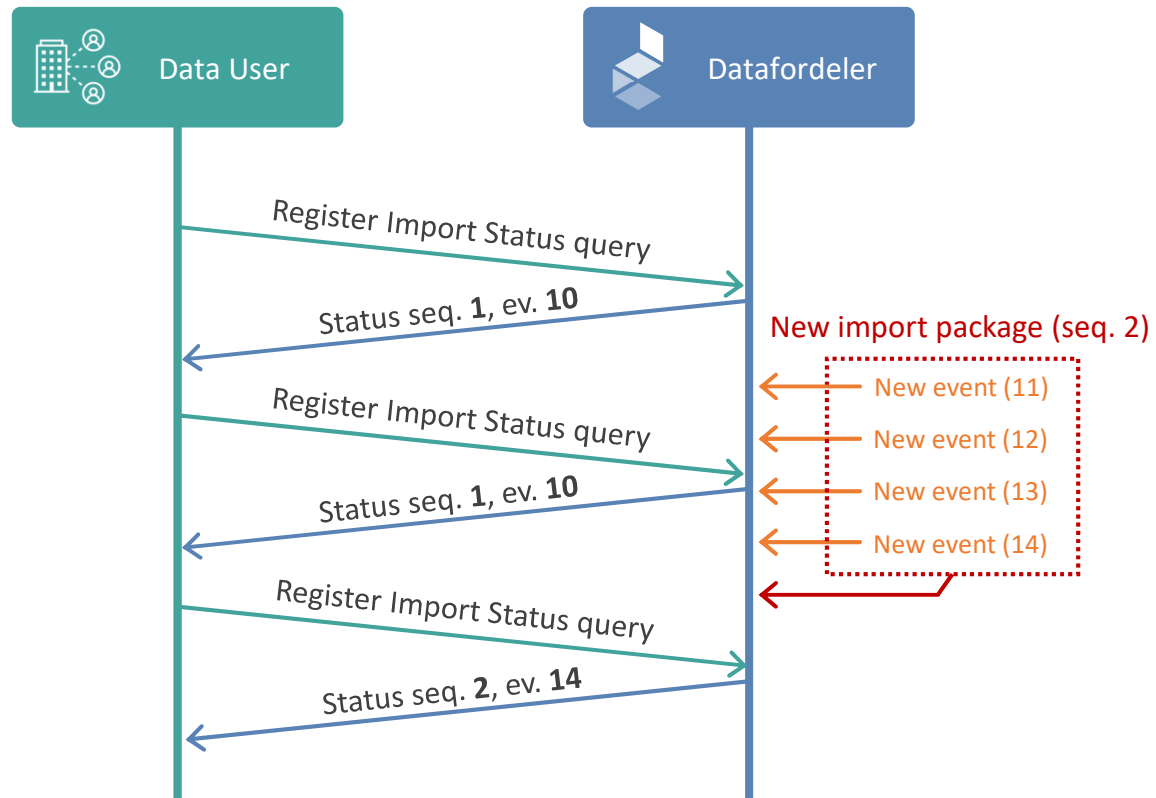 Data User
Datafordeler
Register Import Status query
Status seq. 1, ev. 10
New import package (seq. 2)
New event (11)
Register Import Status query
New event (12)
Status seq. 1, ev. 10
New event (13)
New event (14)
Register Import Status query
Status seq. 2, ev. 14